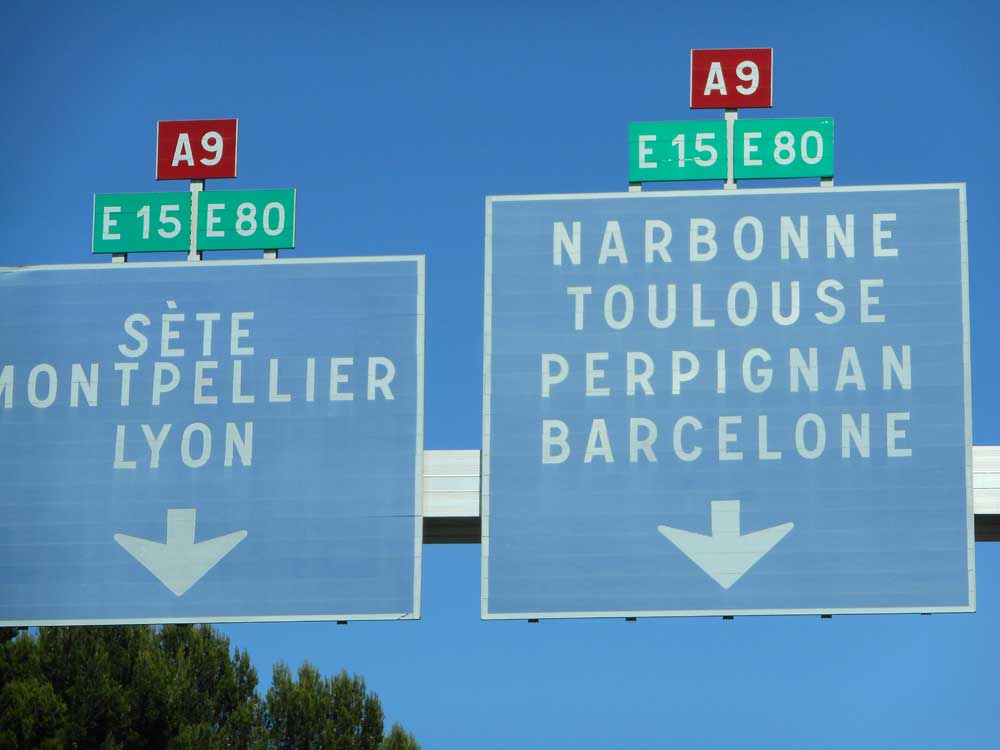 A9
E 15 E 80
SÈTE
MONTPELLIER
LYON
A9
E 15 E 80
NARBONNE
TOULOUSE
PERPIGNAN
BARCELONE